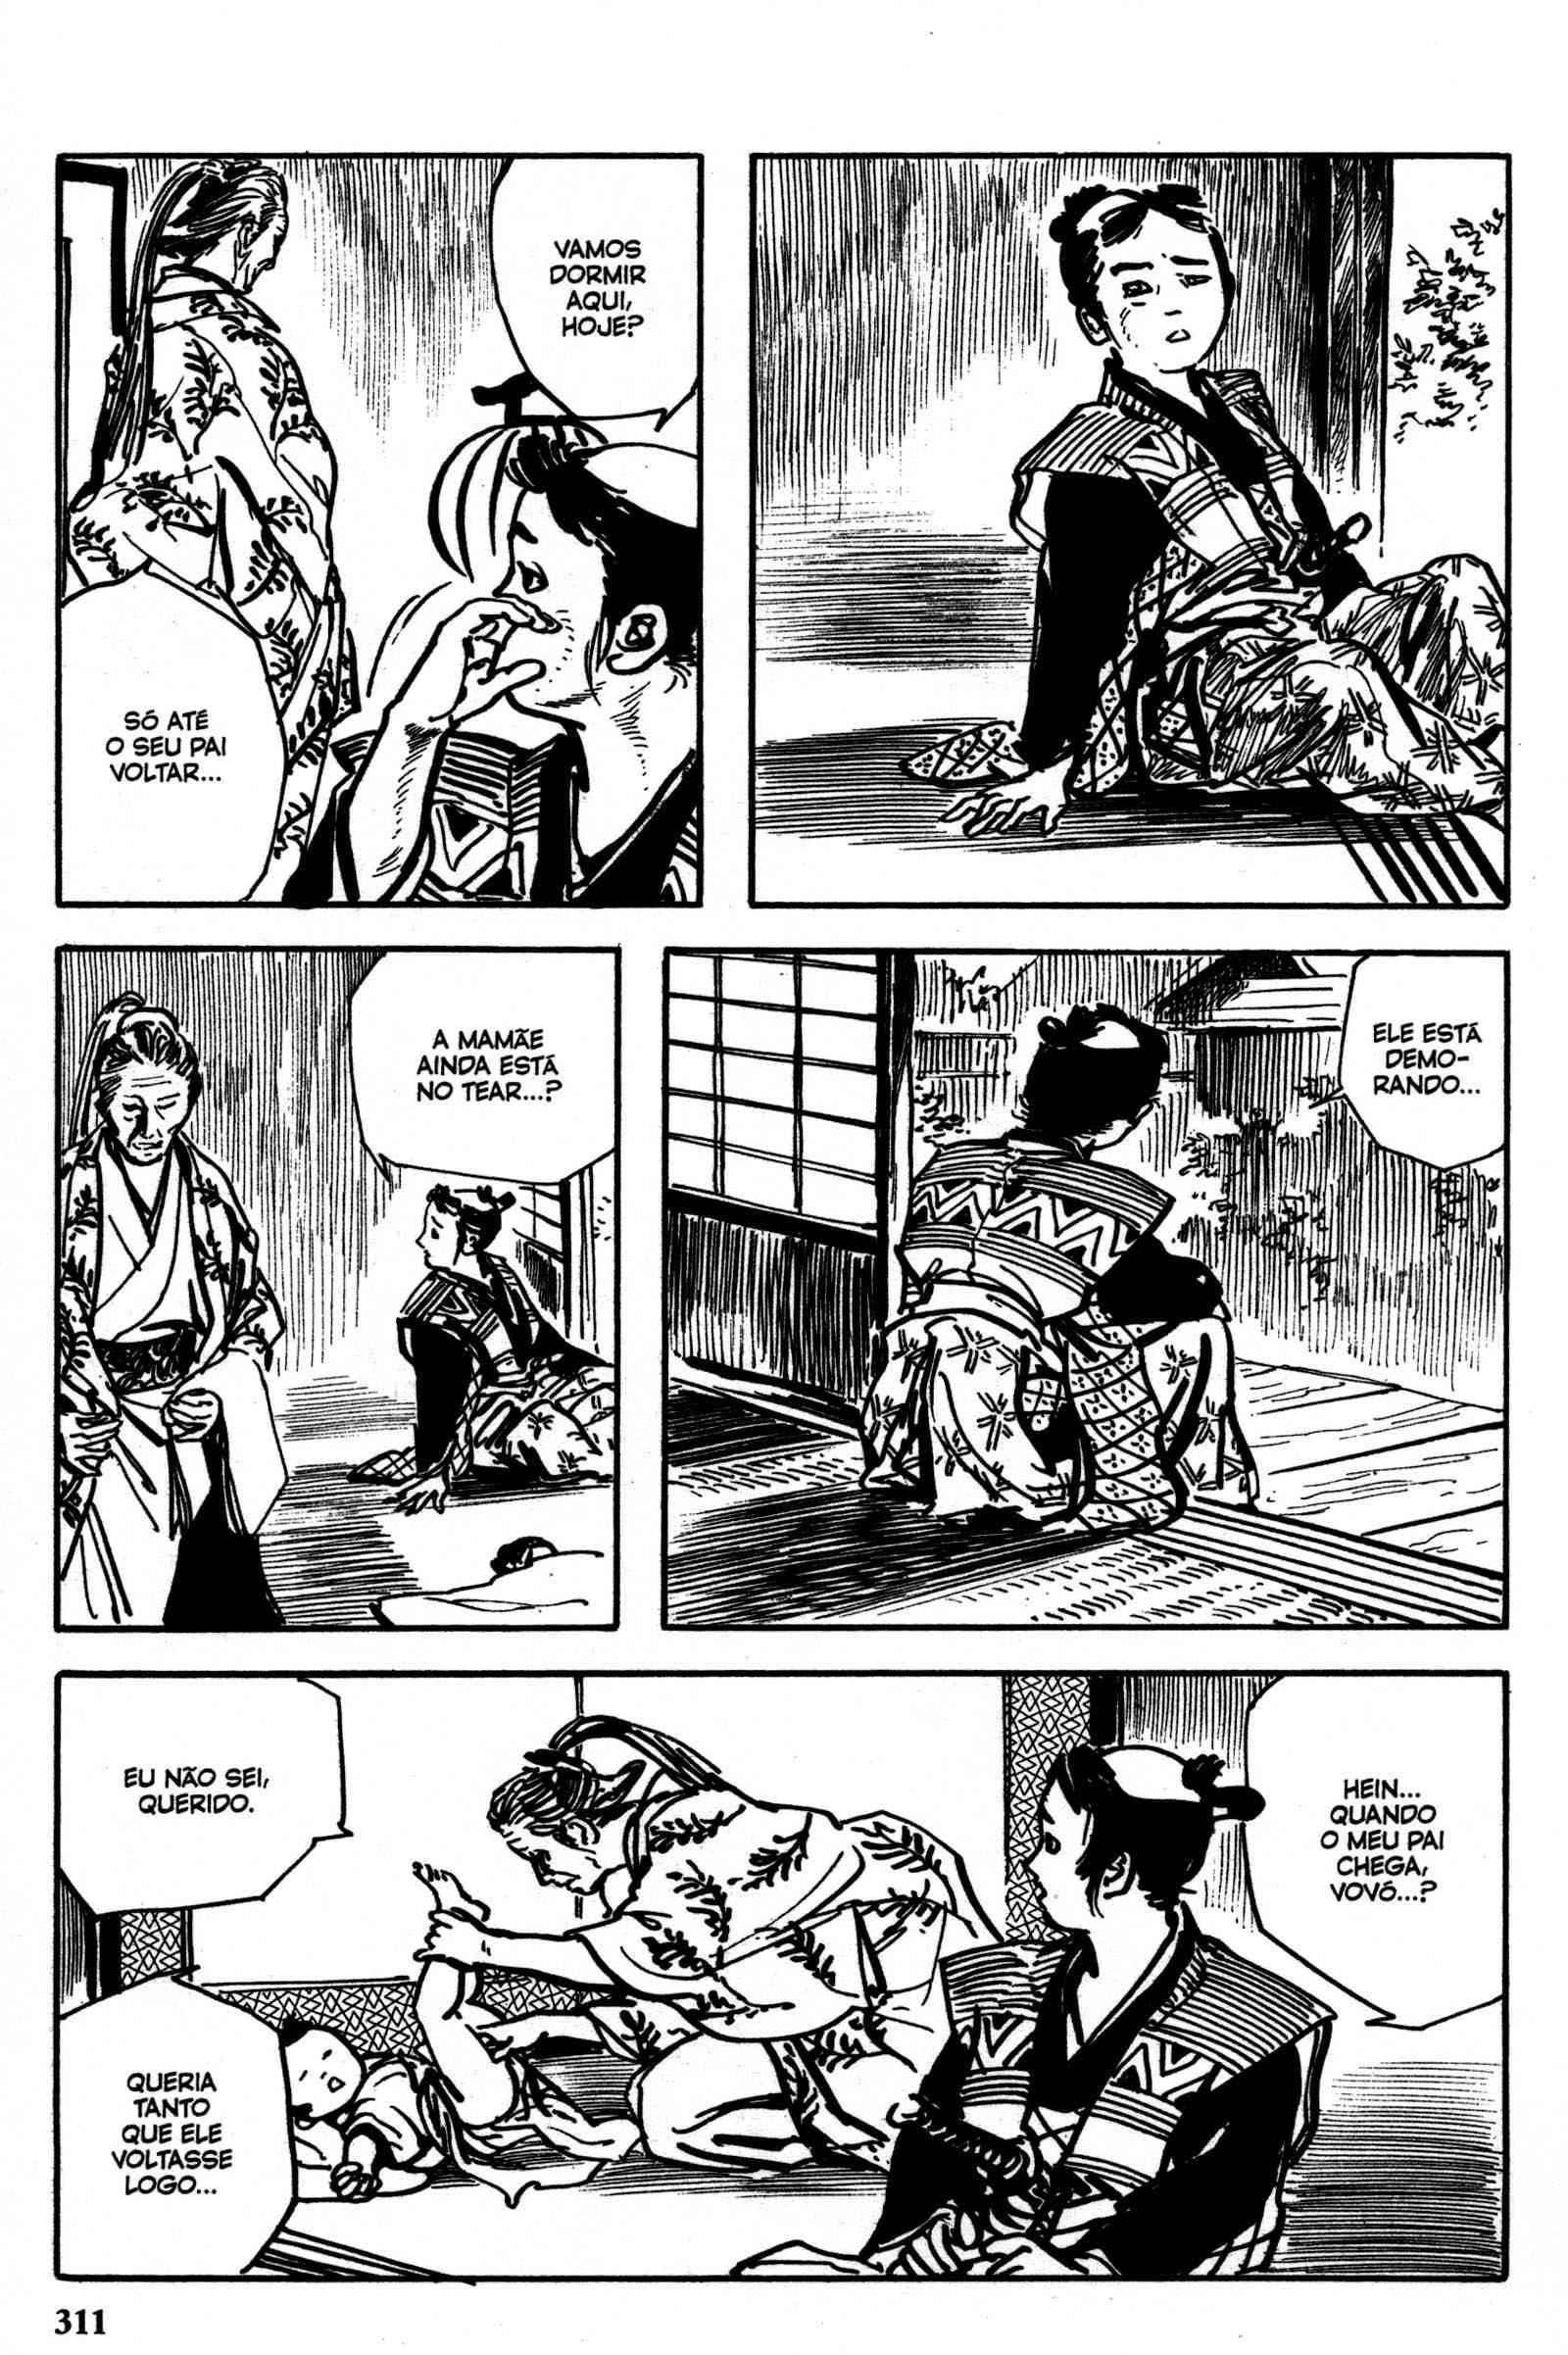 VAMOS
DORMIR
AQUI,
HOJE?
SÓ ATÉ
O SEU PAI
VOLTAR...
ELE ESTÁ
DEMO-
RANDO...
A MAMÃE
AINDA ESTÁ
NO TEAR...?
HEIN...
QUANDO
O MEU PAI
CHEGA,
VOVÓ...?
EU NÃO SEI,
QUERIDO.
QUERIA
TANTO
QUE ELE
VOLTASSE
LOGO...
311